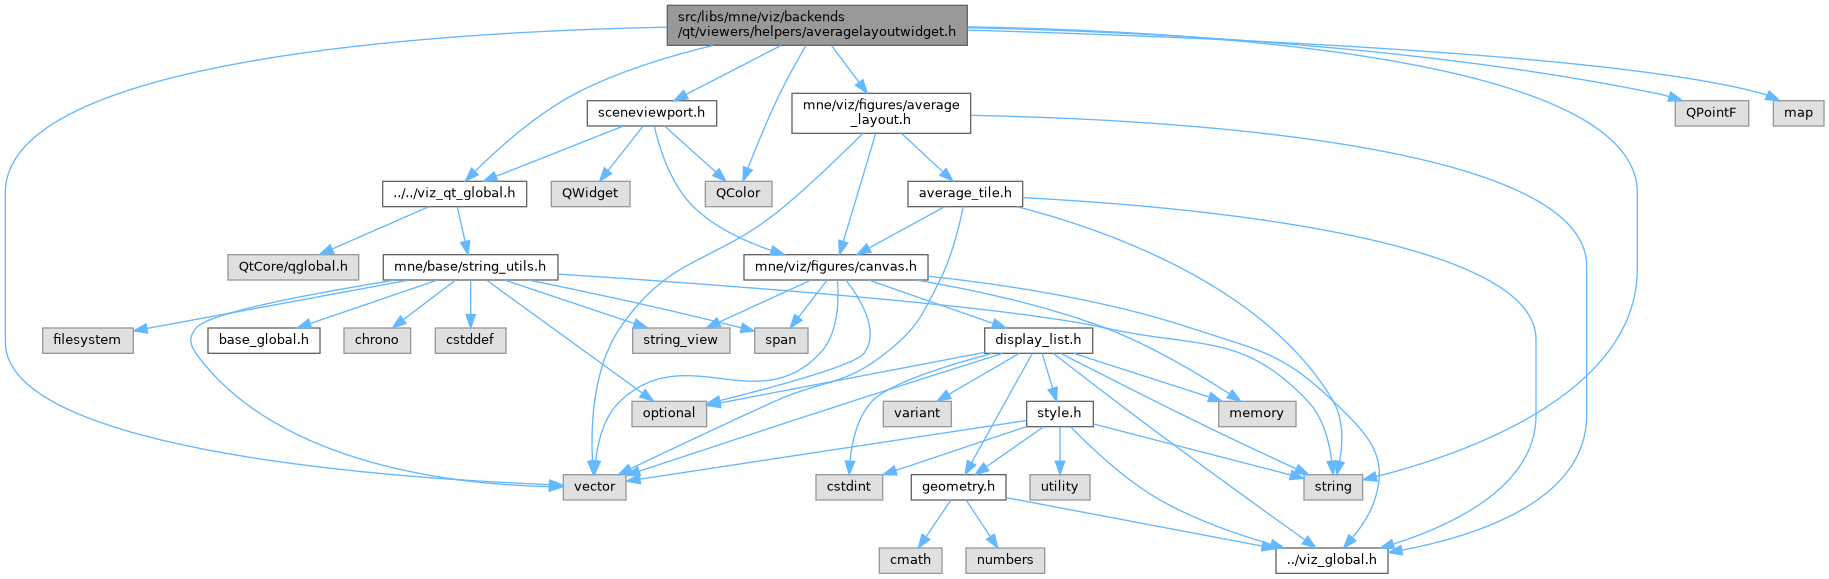 src/libs/mne/viz/backends
/qt/viewers/helpers/averagelayoutwidget.h
sceneviewport.h
mne/viz/figures/average
_layout.h
QPointF
map
../../viz_qt_global.h
QWidget
QColor
average_tile.h
QtCore/qglobal.h
mne/base/string_utils.h
mne/viz/figures/canvas.h
filesystem
base_global.h
chrono
cstddef
string_view
span
display_list.h
optional
variant
style.h
memory
vector
cstdint
geometry.h
utility
string
cmath
numbers
../viz_global.h